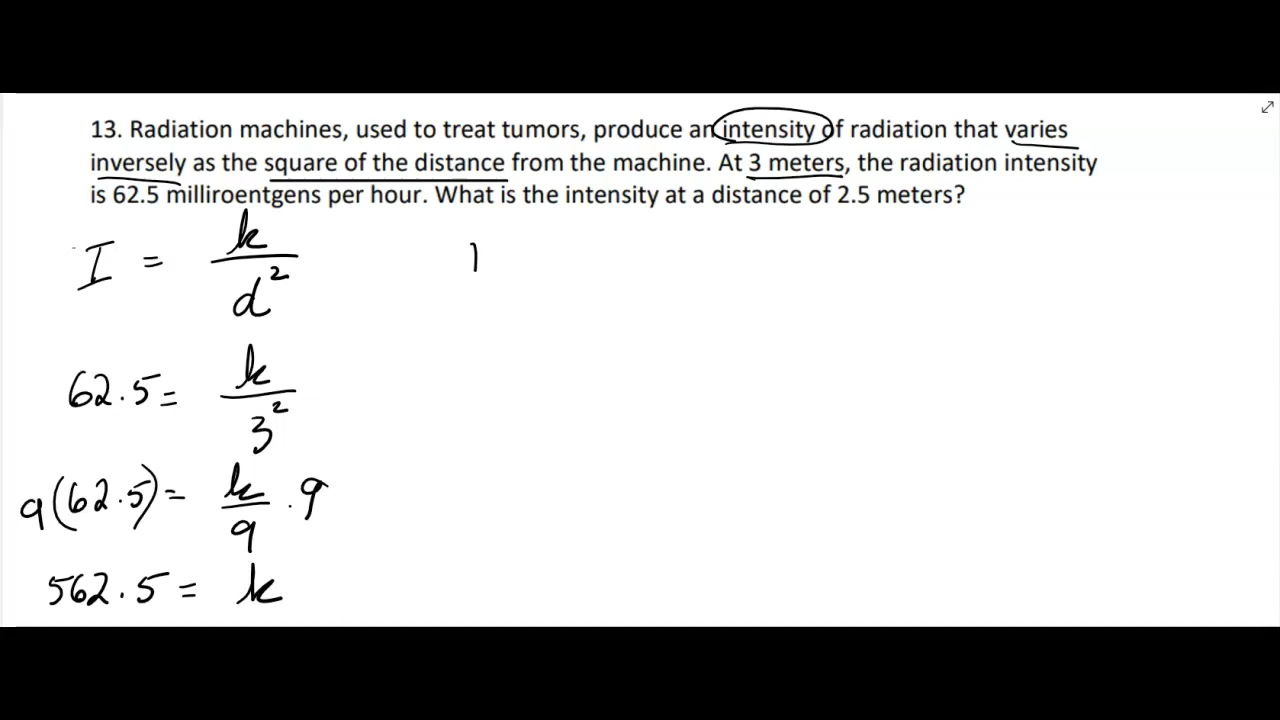 13. Radiation machines, used to treat tumors, produce an intensity of radiation that varies
inversely as the square of the distance from the machine. At 3 meters, the radiation intensity
is 62.5 milliroentgens per hour. What is the intensity at a distance of 2.5 meters?
I = k / d²
62.5 = k / 3²
9(62.5) = k / 9 · 9
562.5 = k